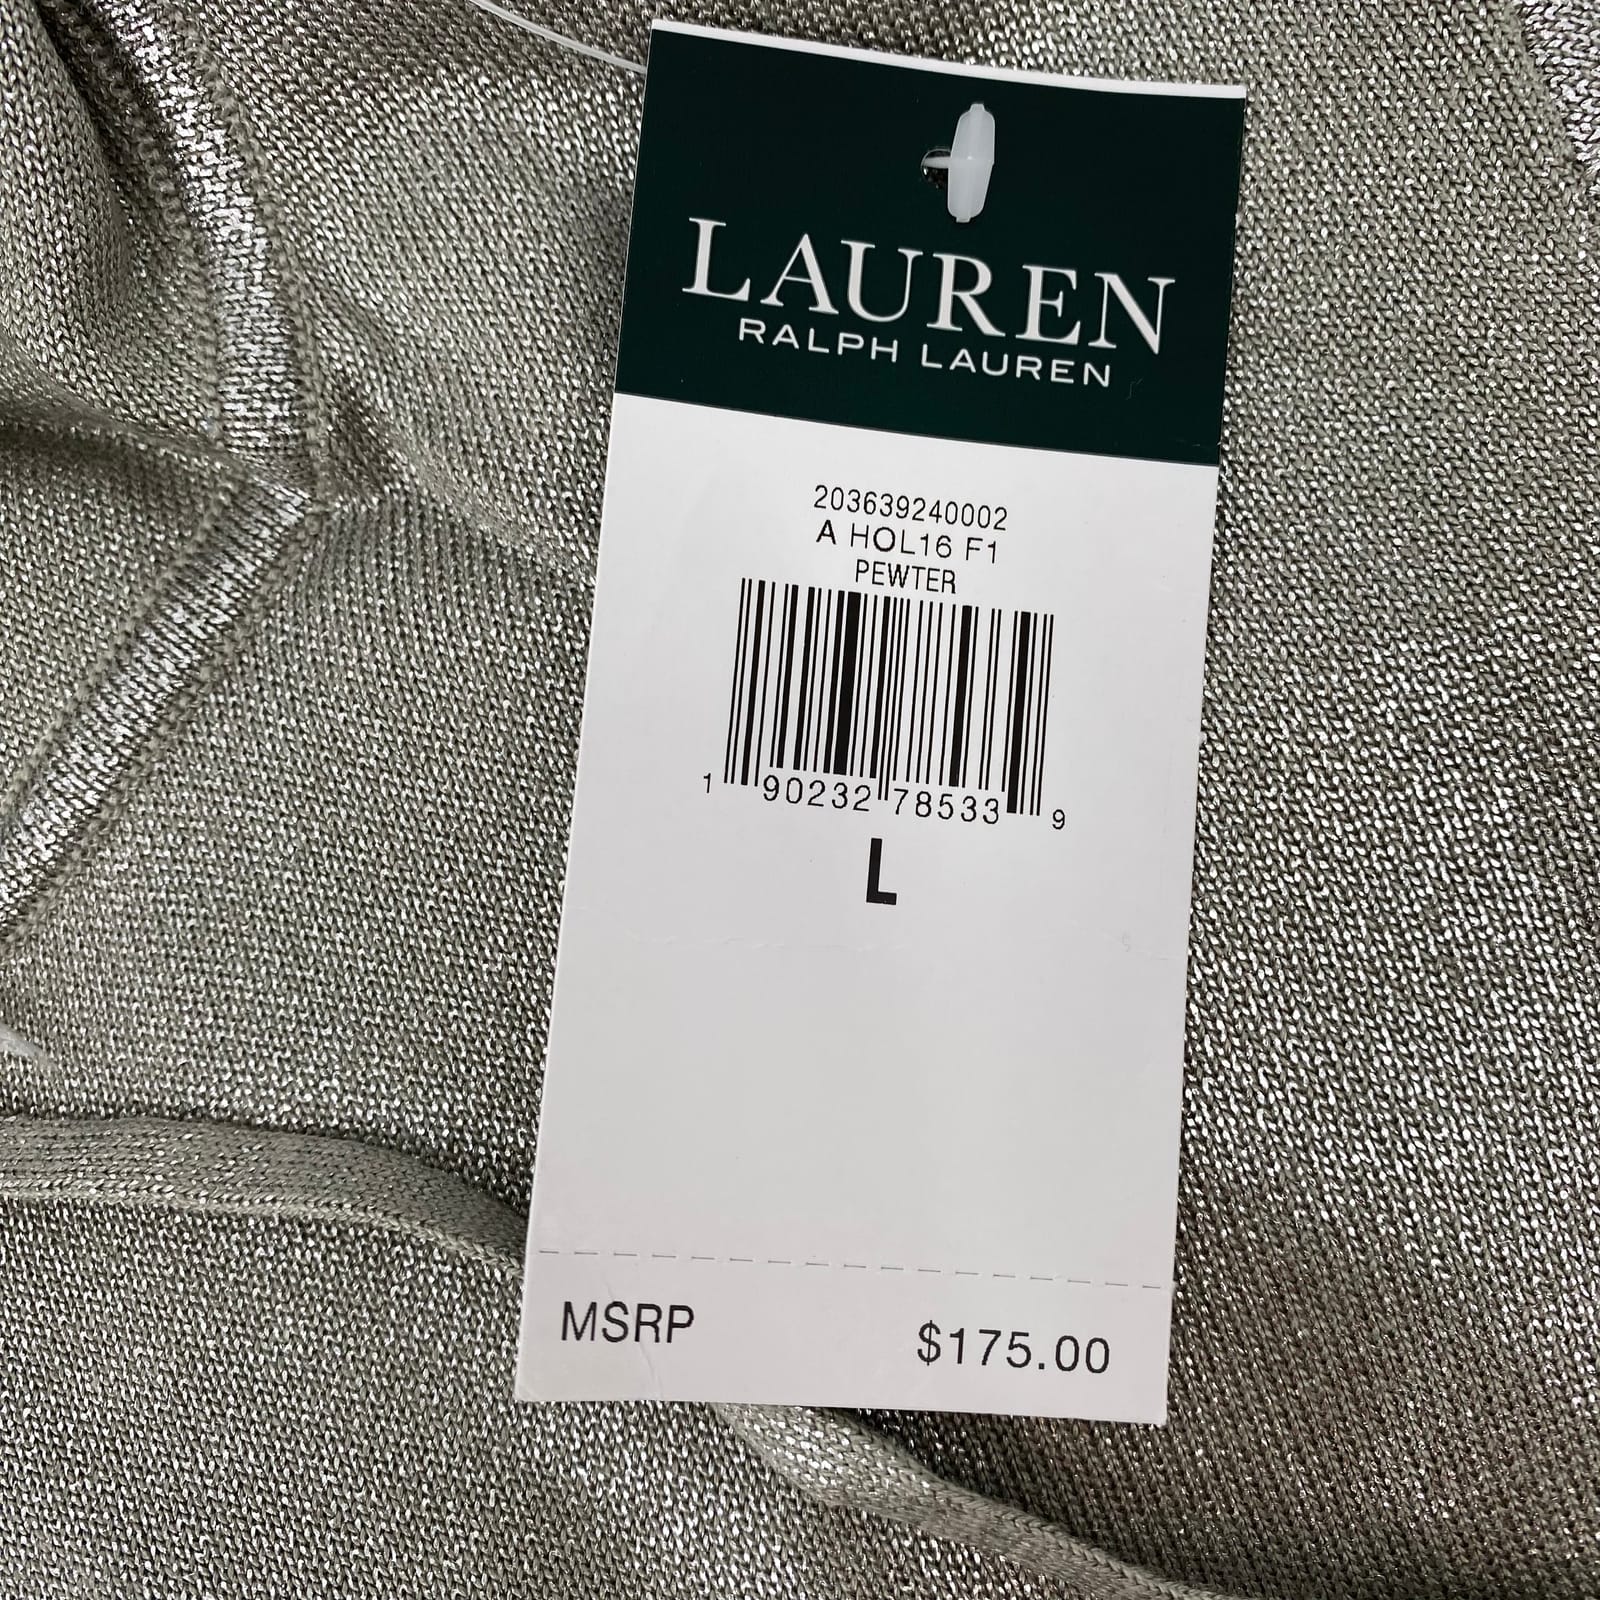 LAUREN
RALPH LAUREN
203639240002
A HOL16 F1
PEWTER
1 90232 78533 9
L
MSRP $175.00